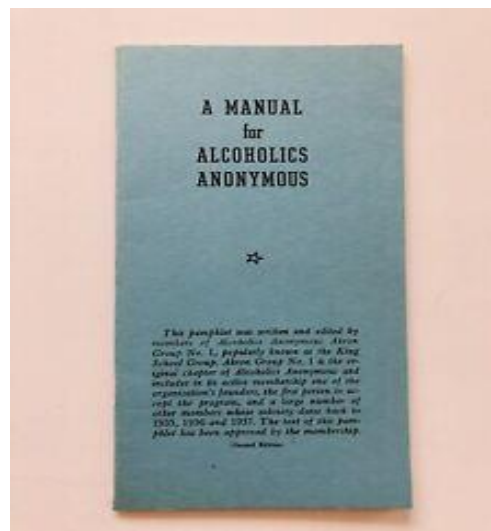 A MANUAL
for
ALCOHOLICS
ANONYMOUS
This pamphlet was written and edited by
members of Alcoholics Anonymous Akron
Group No. 1, popularly known as the King
School Group. Akron Group No. 1 is the or-
iginal chapter of Alcoholics Anonymous and
includes in its active membership one of the
organization's founders, the first person to ac-
cept the program, and a large number of
other members whose sobriety dates back to
1935, 1936 and 1937. The text of this pam-
phlet has been approved by the membership.
(Second Edition)